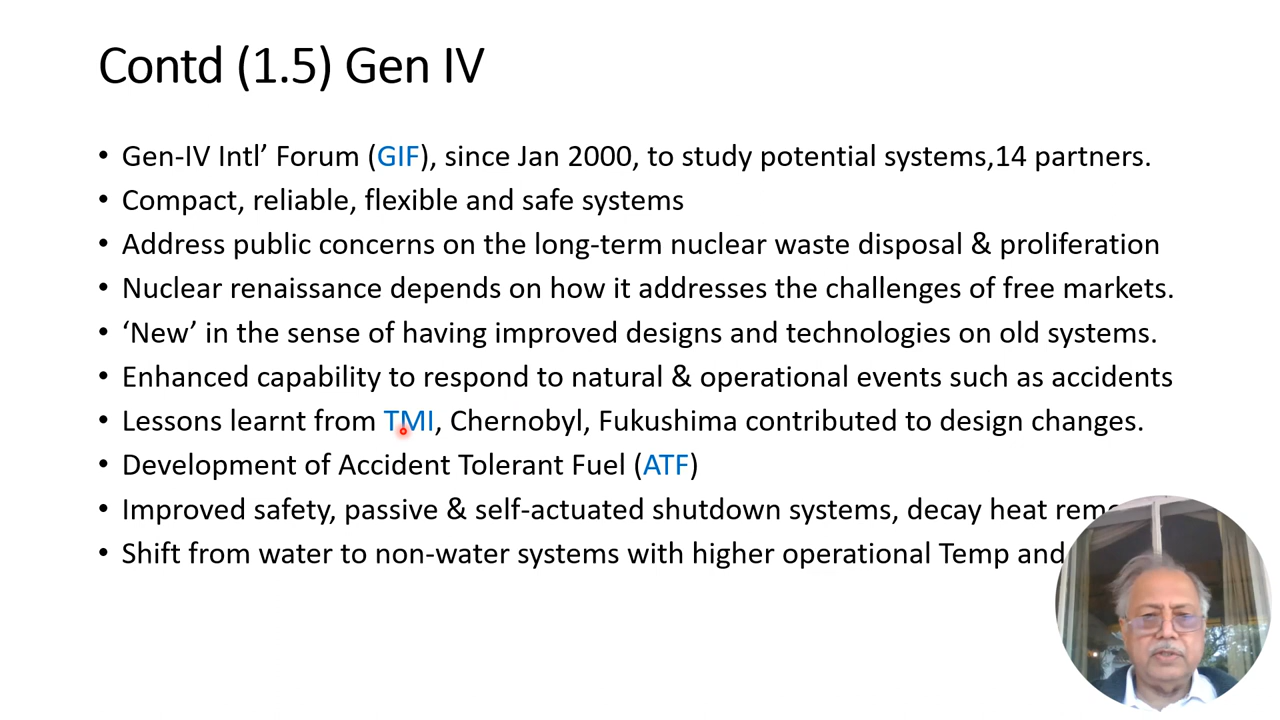 Contd (1.5) Gen IV
• Gen-IV Intl’ Forum (GIF), since Jan 2000, to study potential systems,14 partners.
• Compact, reliable, flexible and safe systems
• Address public concerns on the long-term nuclear waste disposal & proliferation
• Nuclear renaissance depends on how it addresses the challenges of free markets.
• ‘New’ in the sense of having improved designs and technologies on old systems.
• Enhanced capability to respond to natural & operational events such as accidents
• Lessons learnt from TMI, Chernobyl, Fukushima contributed to design changes.
• Development of Accident Tolerant Fuel (ATF)
• Improved safety, passive & self-actuated shutdown systems, decay heat
• Shift from water to non-water systems with higher operational Temp and